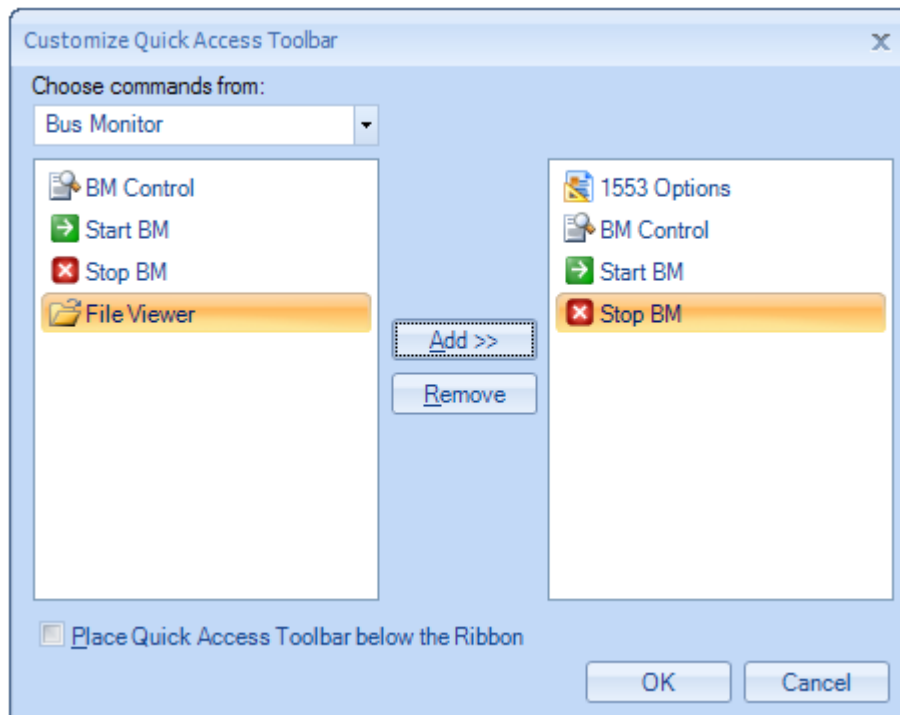 Customize Quick Access Toolbar
Choose commands from:
Bus Monitor
BM Control
Start BM
Stop BM
File Viewer
Add >>
Remove
1553 Options
BM Control
Start BM
Stop BM
Place Quick Access Toolbar below the Ribbon
OK
Cancel